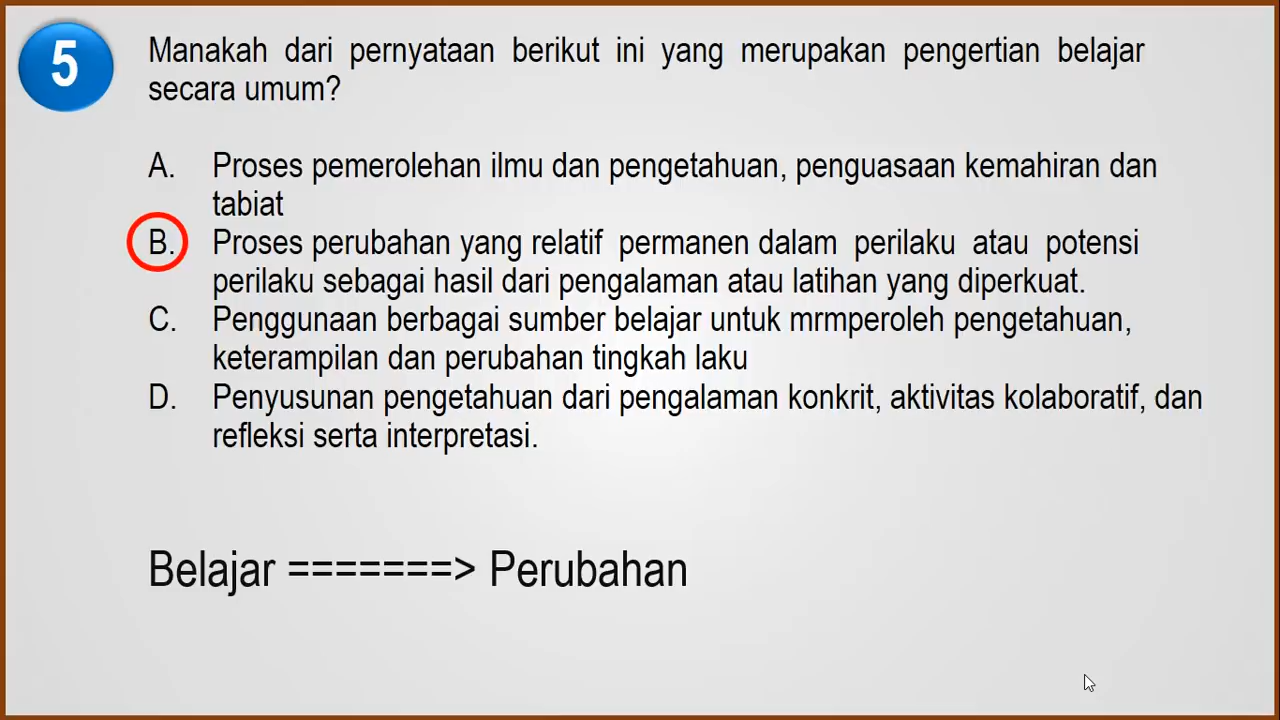 5
Manakah dari pernyataan berikut ini yang merupakan pengertian belajar
secara umum?
A. Proses pemerolehan ilmu dan pengetahuan, penguasaan kemahiran dan
tabiat
B. Proses perubahan yang relatif permanen dalam perilaku atau potensi
perilaku sebagai hasil dari pengalaman atau latihan yang diperkuat.
C. Penggunaan berbagai sumber belajar untuk mrmperoleh pengetahuan,
keterampilan dan perubahan tingkah laku
D. Penyusunan pengetahuan dari pengalaman konkrit, aktivitas kolaboratif, dan
refleksi serta interpretasi.
Belajar =======> Perubahan